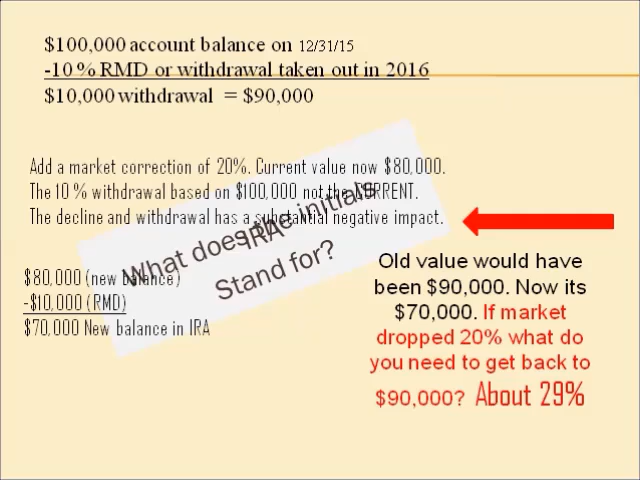 $100,000 account balance on 12/31/15
-10 % RMD or withdrawal taken out in 2016
$10,000 withdrawal = $90,000
Add a market correction of 20%. Current value now $80,000.
The 10 % withdrawal based on $100,000 not the CURRENT.
The decline and withdrawal has a substantial negative impact.
What does the initials
IRA
Stand for?
$80,000 (new balance)
-$10,000 (RMD)
$70,000 New balance in IRA
Old value would have
been $90,000. Now its
$70,000. If market
dropped 20% what do
you need to get back to
$90,000? About 29%